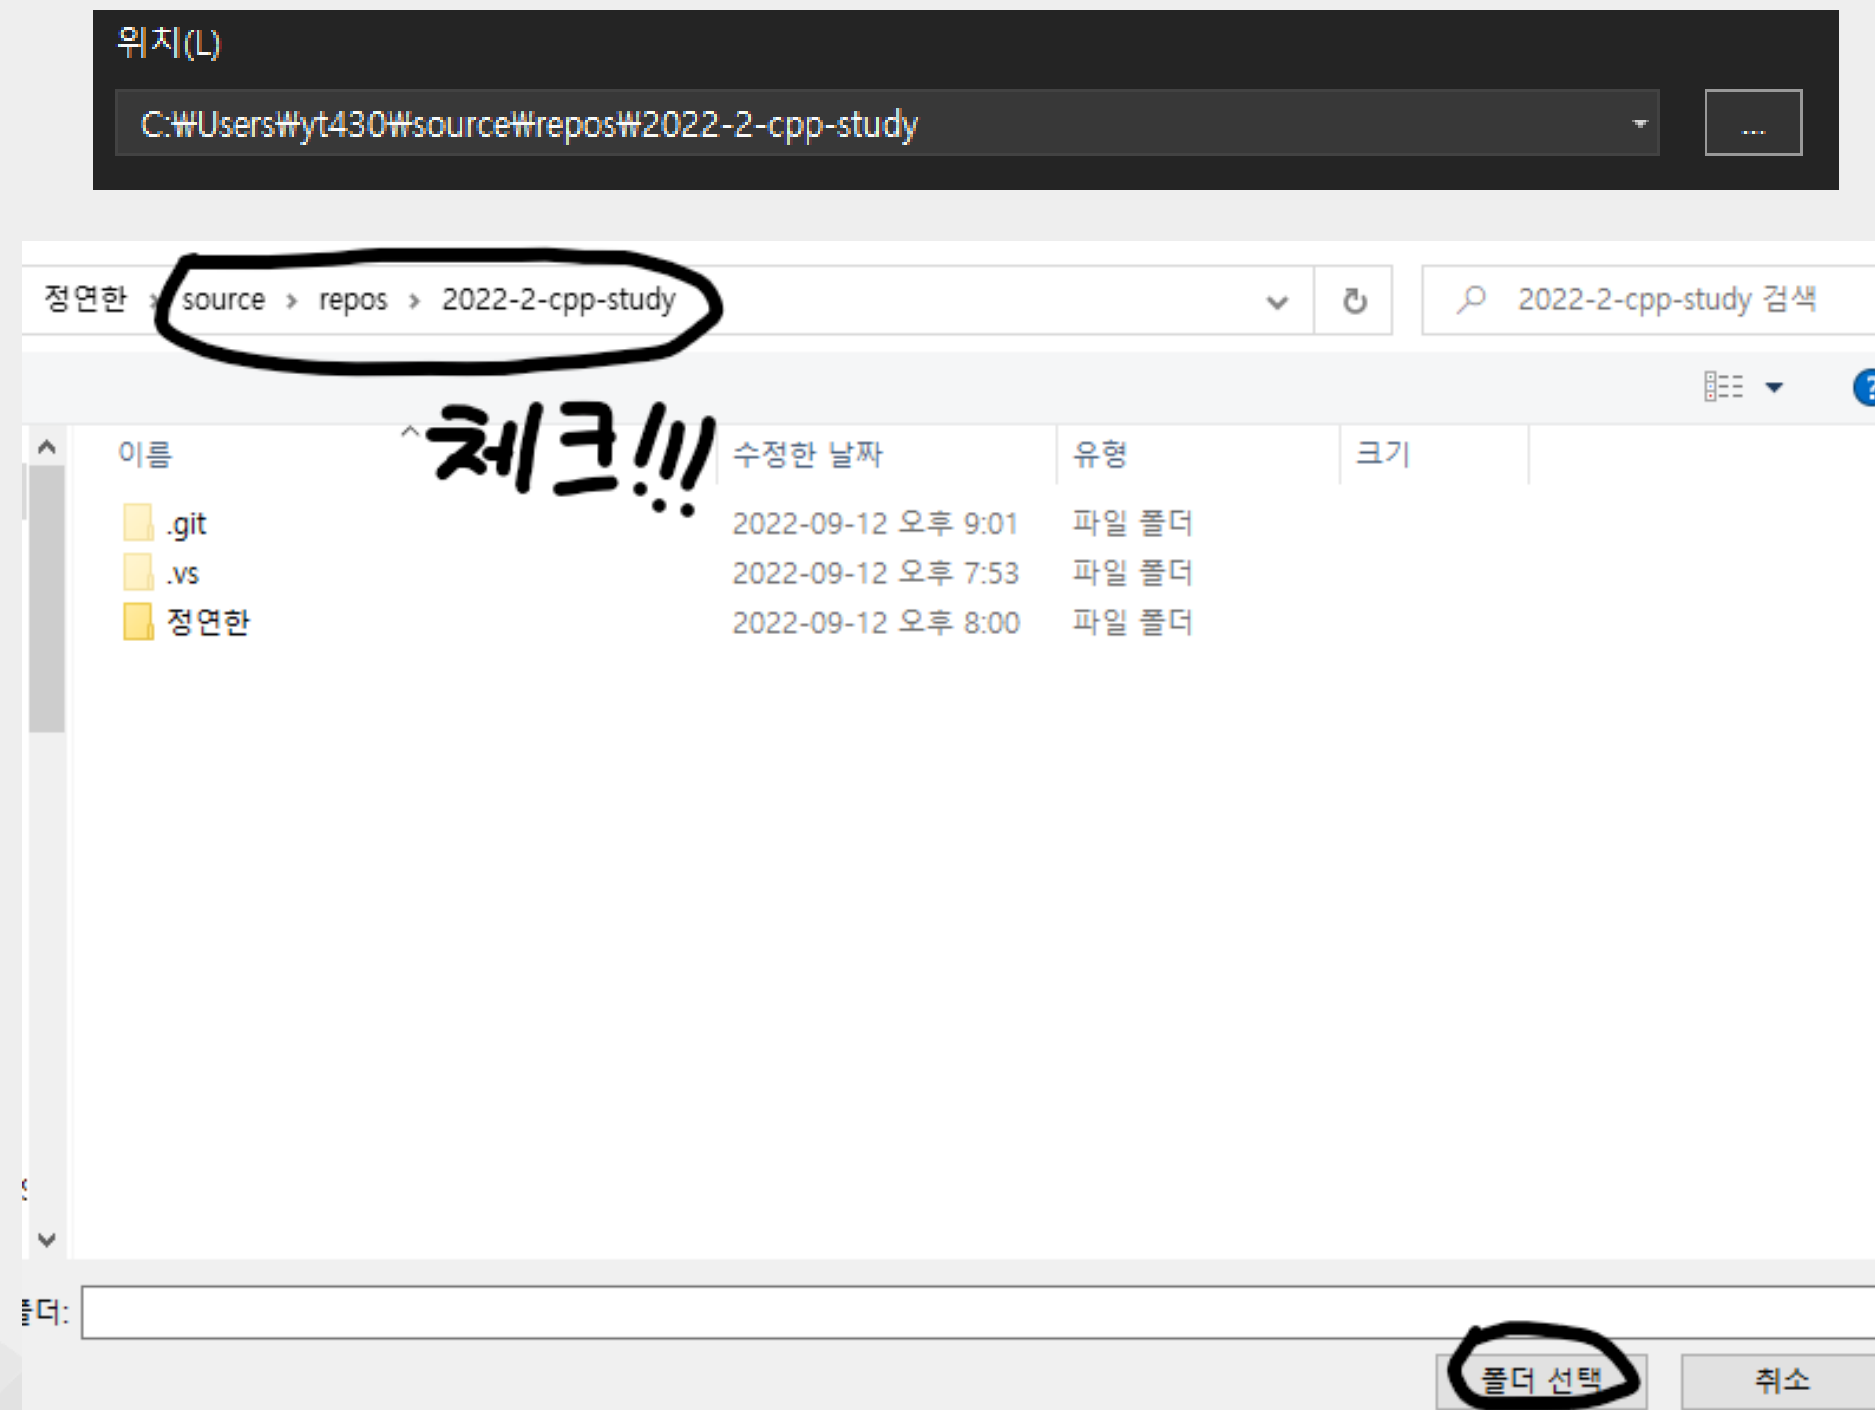 위치(L)
C:₩Users₩yt430₩source₩repos₩2022-2-cpp-study
...
정연한 > source > repos > 2022-2-cpp-study
2022-2-cpp-study 검색
체크!!!
이름 수정한 날짜 유형 크기
.git 2022-09-12 오후 9:01 파일 폴더
.vs 2022-09-12 오후 7:53 파일 폴더
정연한 2022-09-12 오후 8:00 파일 폴더
폴더:
폴더 선택 취소